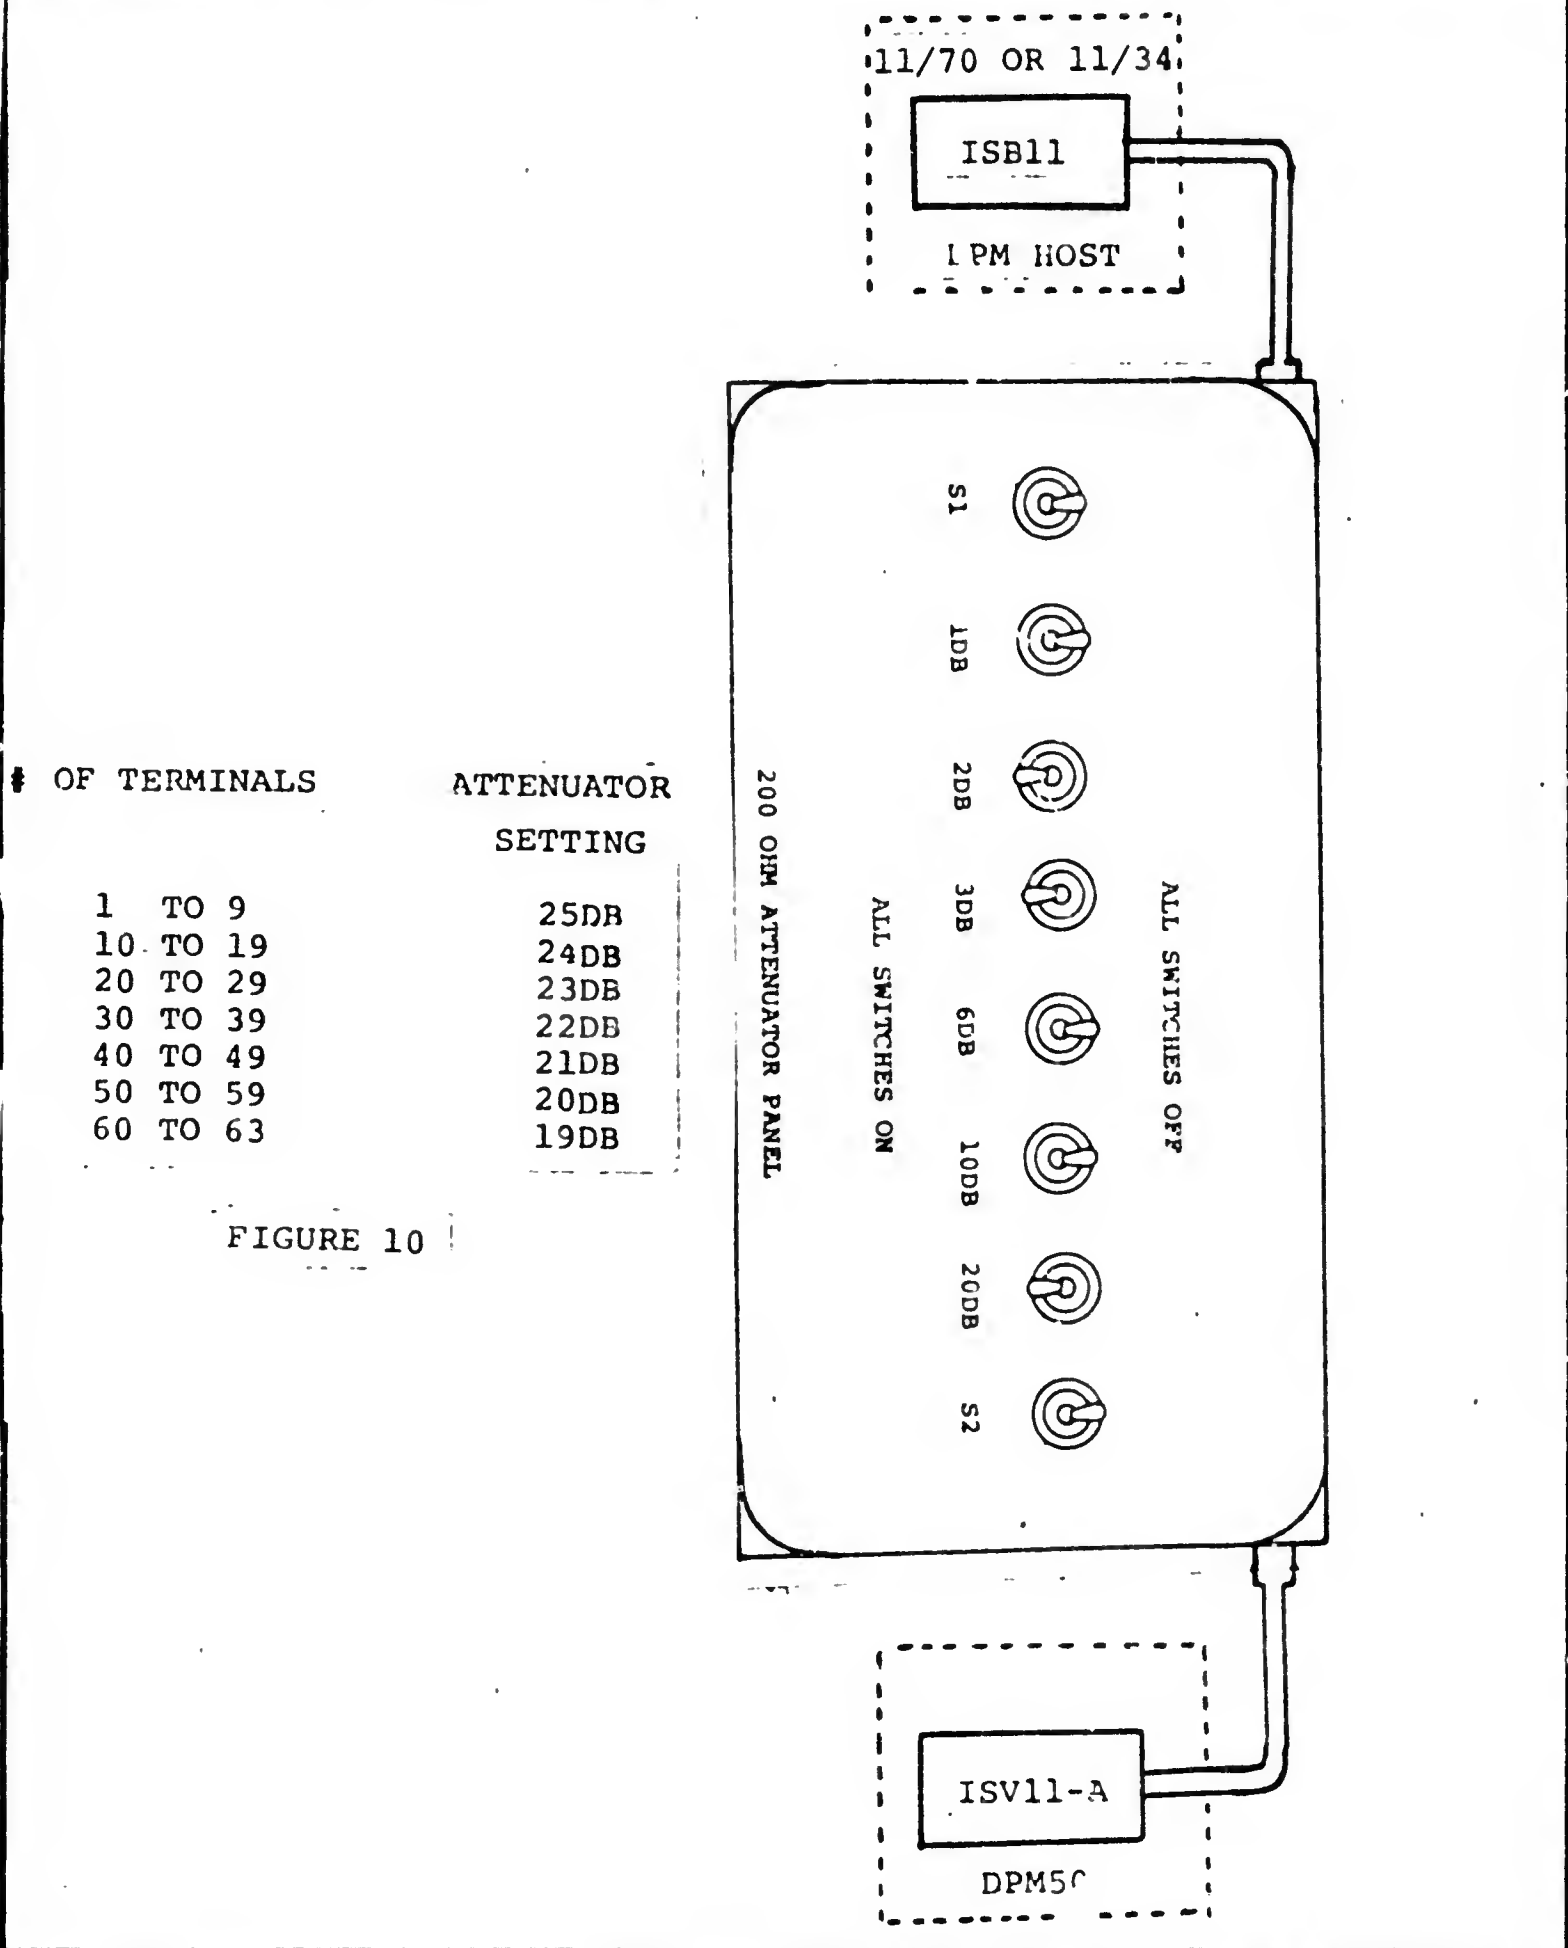 11/70 OR 11/34
ISB11
LPM HOST
S1
1DB
2DB
3DB
6DB
10DB
20DB
S2
ALL SWITCHES OFF
ALL SWITCHES ON
200 OHM ATTENUATOR PANEL
# OF TERMINALS ATTENUATOR
SETTING
1 TO 9 25DB
10 TO 19 24DB
20 TO 29 23DB
30 TO 39 22DB
40 TO 49 21DB
50 TO 59 20DB
60 TO 63 19DB
FIGURE 10
ISV11-A
DPM50